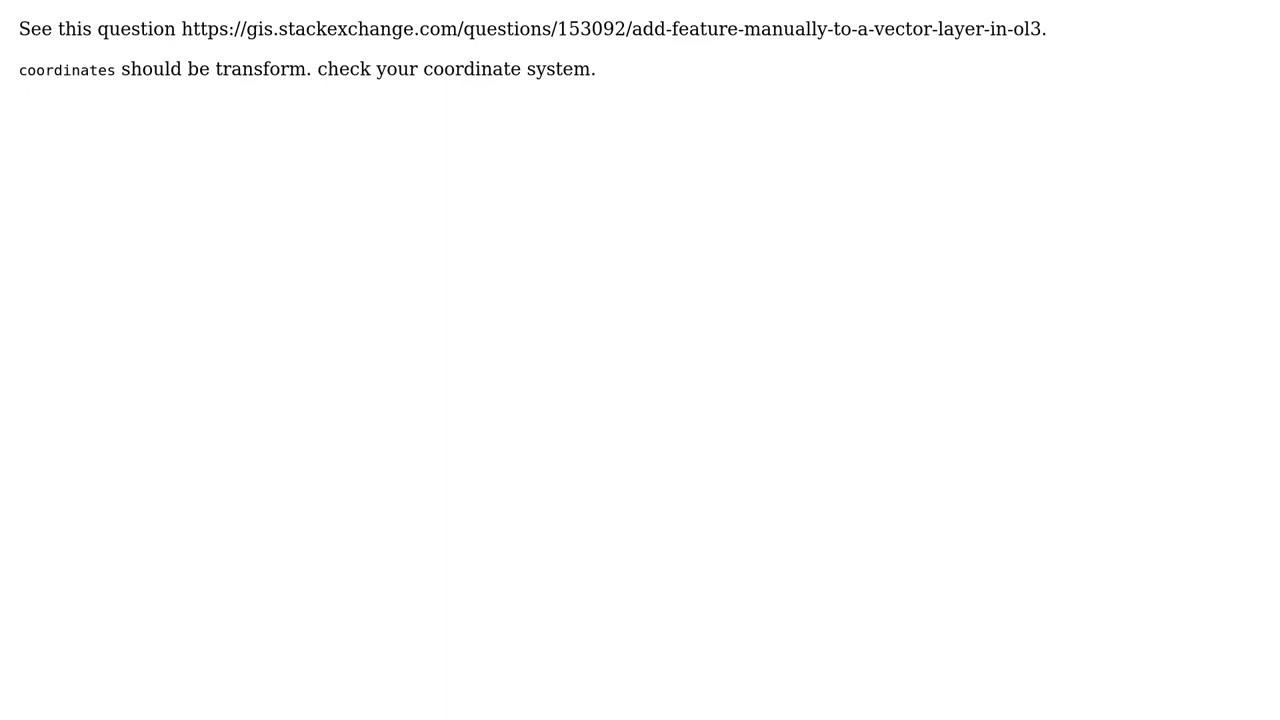 See this question https://gis.stackexchange.com/questions/153092/add-feature-manually-to-a-vector-layer-in-ol3.
coordinates should be transform. check your coordinate system.